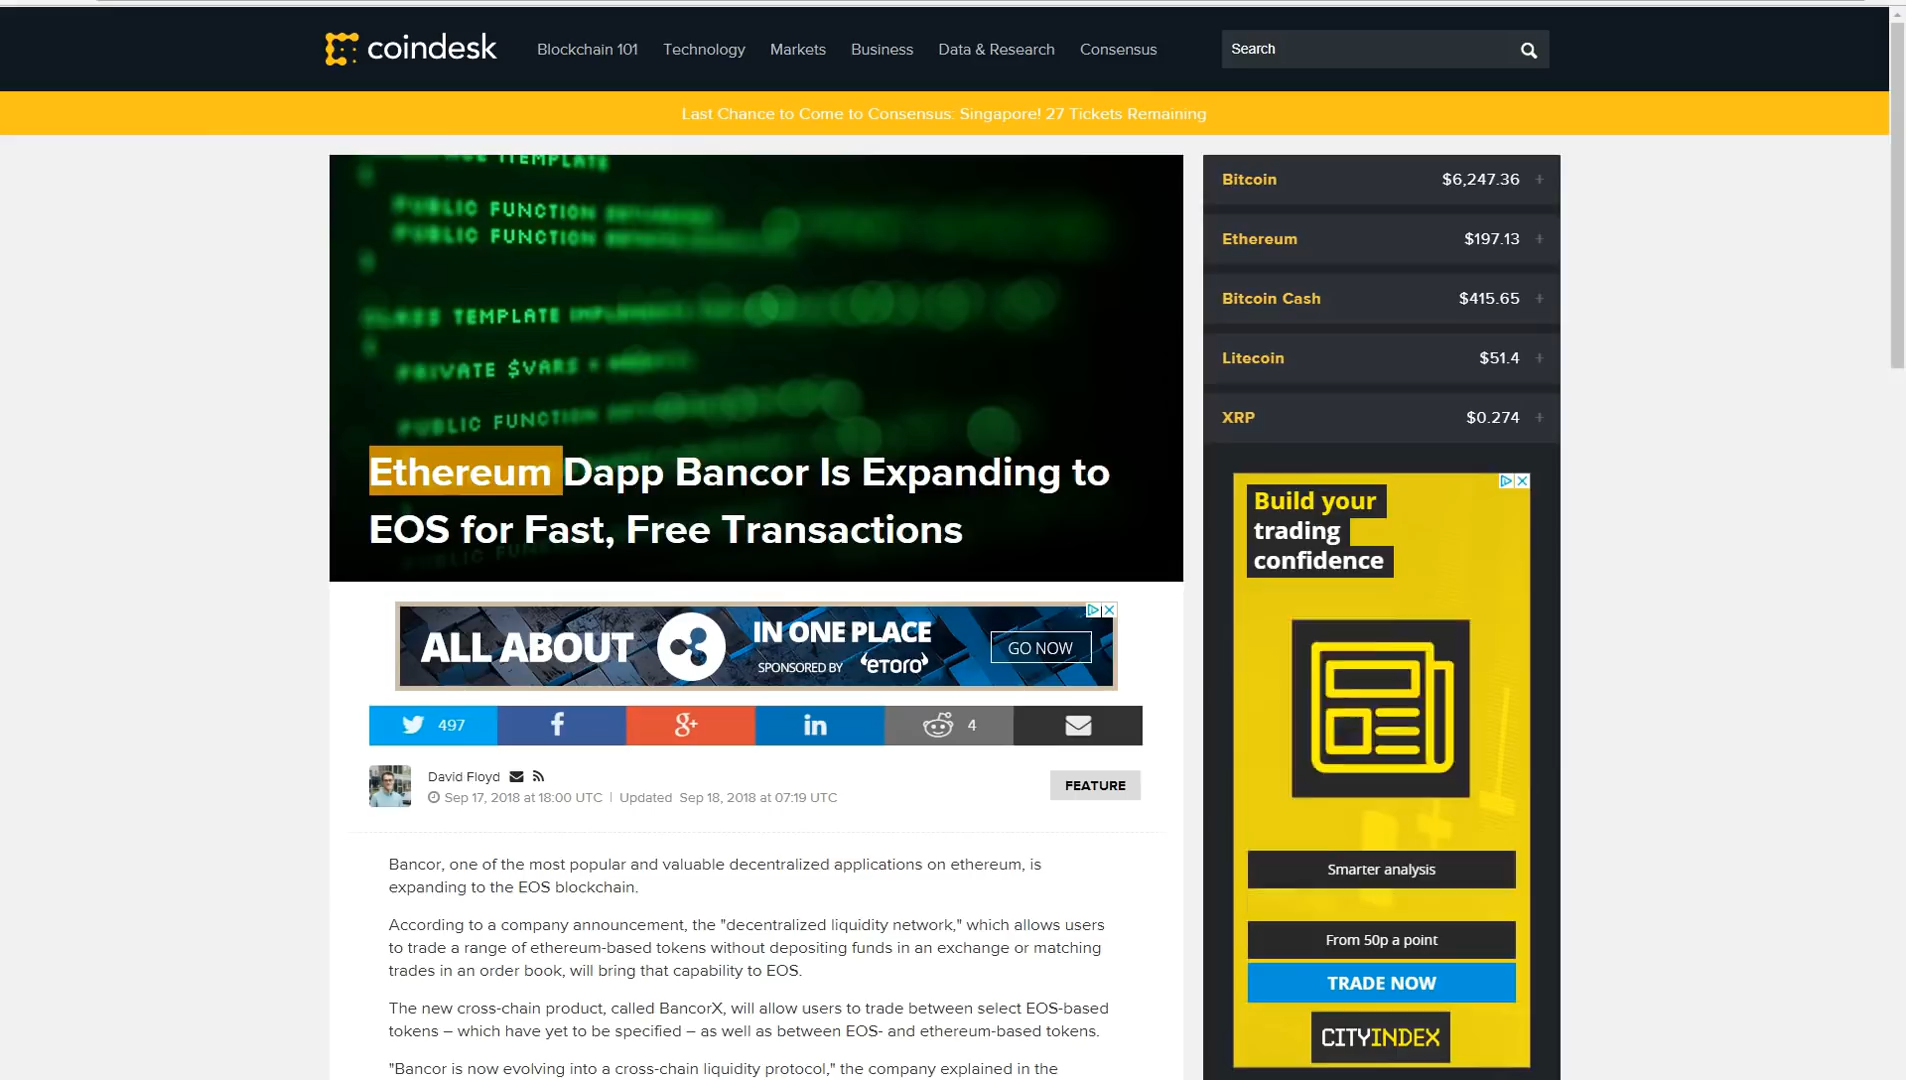 coindesk
Blockchain 101 Technology Markets Business Data & Research Consensus
Search
Last Chance to Come to Consensus: Singapore! 27 Tickets Remaining
TEMPLATE
PUBLIC FUNCTION
PUBLIC FUNCTION
TEMPLATE
PRIVATE $VARS
PUBLIC FUNCTION
Ethereum Dapp Bancor Is Expanding to
EOS for Fast, Free Transactions
ALL ABOUT
IN ONE PLACE
SPONSORED BY eToro
GO NOW
497
4
David Floyd
Sep 17, 2018 at 18:00 UTC | Updated Sep 18, 2018 at 07:19 UTC
FEATURE
Bancor, one of the most popular and valuable decentralized applications on ethereum, is
expanding to the EOS blockchain.
According to a company announcement, the "decentralized liquidity network," which allows users
to trade a range of ethereum-based tokens without depositing funds in an exchange or matching
trades in an order book, will bring that capability to EOS.
The new cross-chain product, called BancorX, will allow users to trade between select EOS-based
tokens – which have yet to be specified – as well as between EOS- and ethereum-based tokens.
"Bancor is now evolving into a cross-chain liquidity protocol," the company explained in the
Bitcoin $6,247.36 +
Ethereum $197.13 +
Bitcoin Cash $415.65 +
Litecoin $51.4 +
XRP $0.274 +
Build your
trading
confidence
Smarter analysis
From 50p a point
TRADE NOW
CITYINDEX